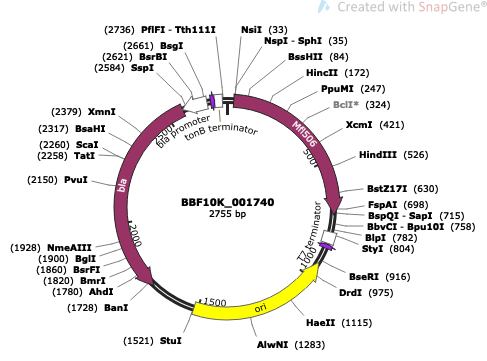 Created with SnapGene®
(2736) PflFI - Tth111I
NsiI (33)
(2661) BsgI
NspI - SphI (35)
(2621) BsrBI
BssHII (84)
(2584) SspI
HincII (172)
PpuMI (247)
BclI* (324)
(2379) XmnI
XcmI (421)
(2317) BsaHI
(2260) ScaI
(2258) TatI
HindIII (526)
(2150) PvuI
BstZ17I (630)
FspAI (698)
BspQI - SapI (715)
BbvCI - Bpu10I (758)
BlpI (782)
StyI (804)
(1928) NmeAIII
(1900) BglI
(1860) BsrFI
(1820) BmrI
(1780) AhdI
(1728) BanI
BseRI (916)
DrdI (975)
HaeII (1115)
(1521) StuI
AlwNI (1283)
bla promoter
tonB terminator
Mfl506
bla
T7 terminator
ori
500
1000
1500
2000
2500
BBF10K_001740
2755 bp